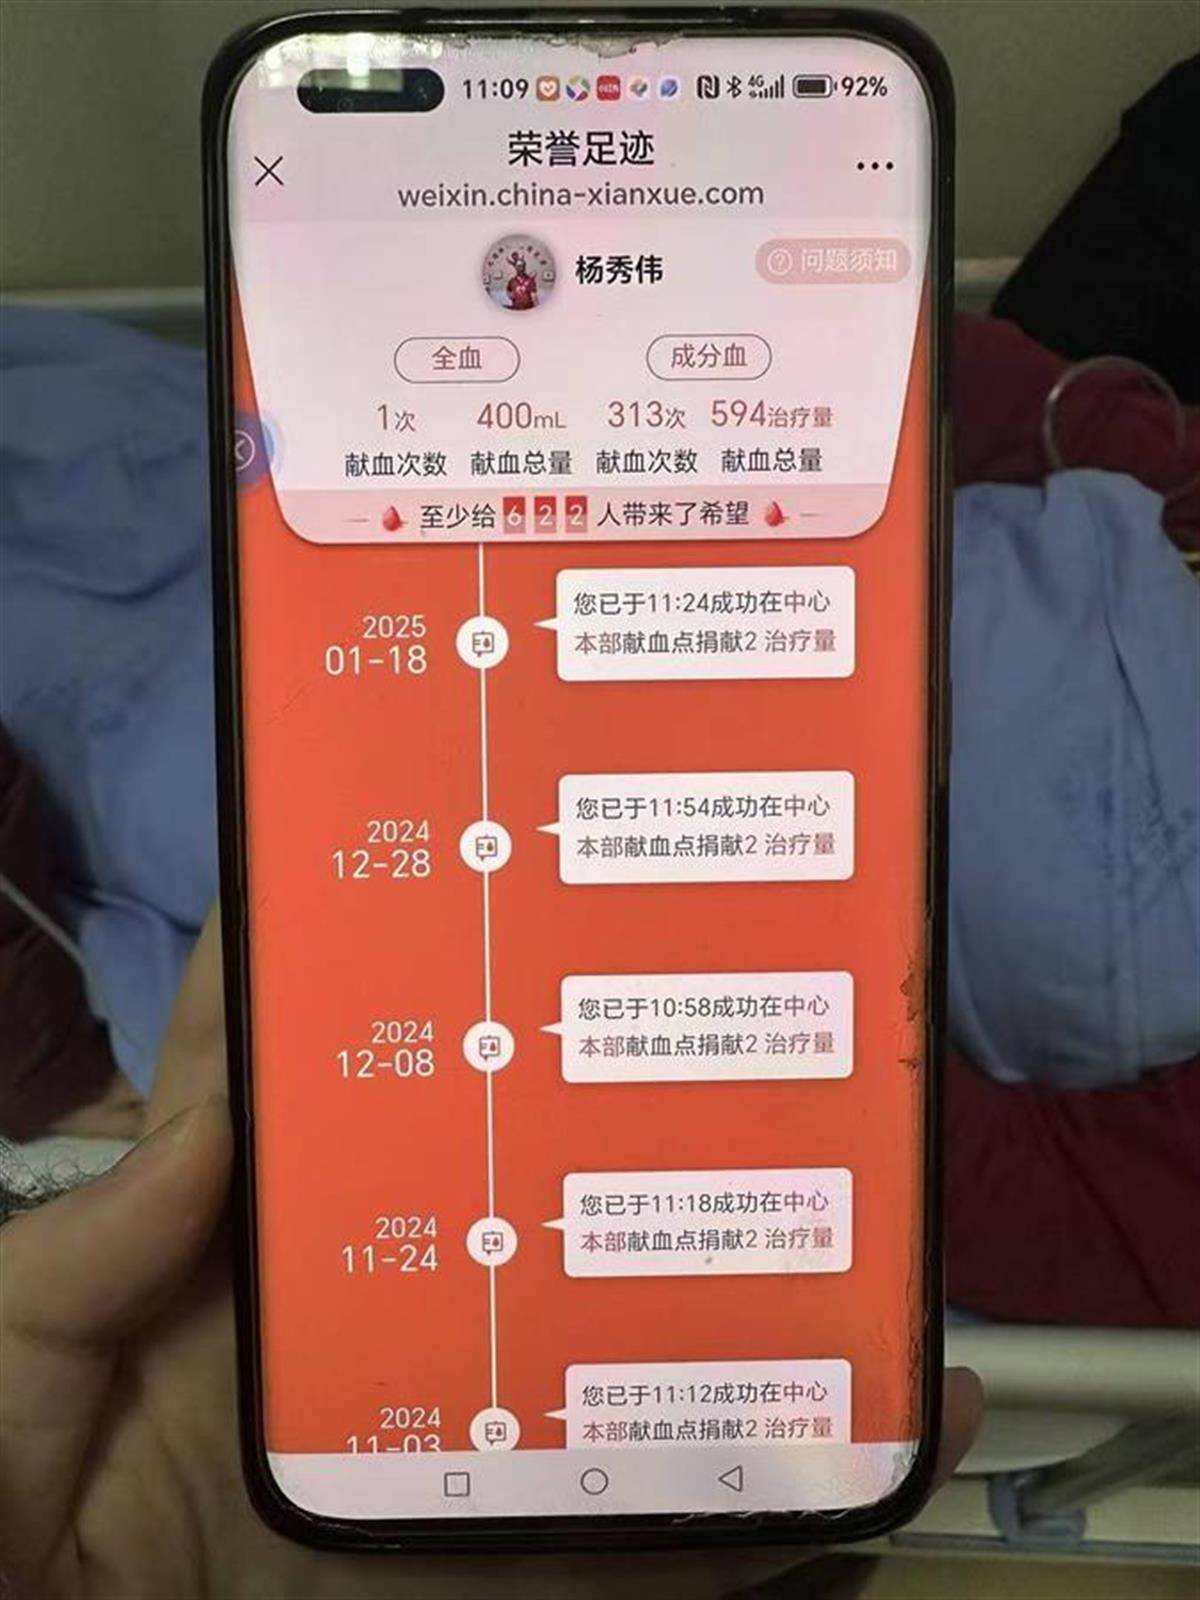 11:09 4G 92%
荣誉足迹
weixin.china-xianxue.com
杨秀伟
问题须知
全血 成分血
1次 400mL 313次 594治疗量
献血次数 献血总量 献血次数 献血总量
至少给 6 2 2 人带来了希望
2025
01-18
您已于11:24成功在中心
本部献血点捐献2 治疗量
2024
12-28
您已于11:54成功在中心
本部献血点捐献2 治疗量
2024
12-08
您已于10:58成功在中心
本部献血点捐献2 治疗量
2024
11-24
您已于11:18成功在中心
本部献血点捐献2 治疗量
2024
11-03
您已于11:12成功在中心
本部献血点捐献2 治疗量